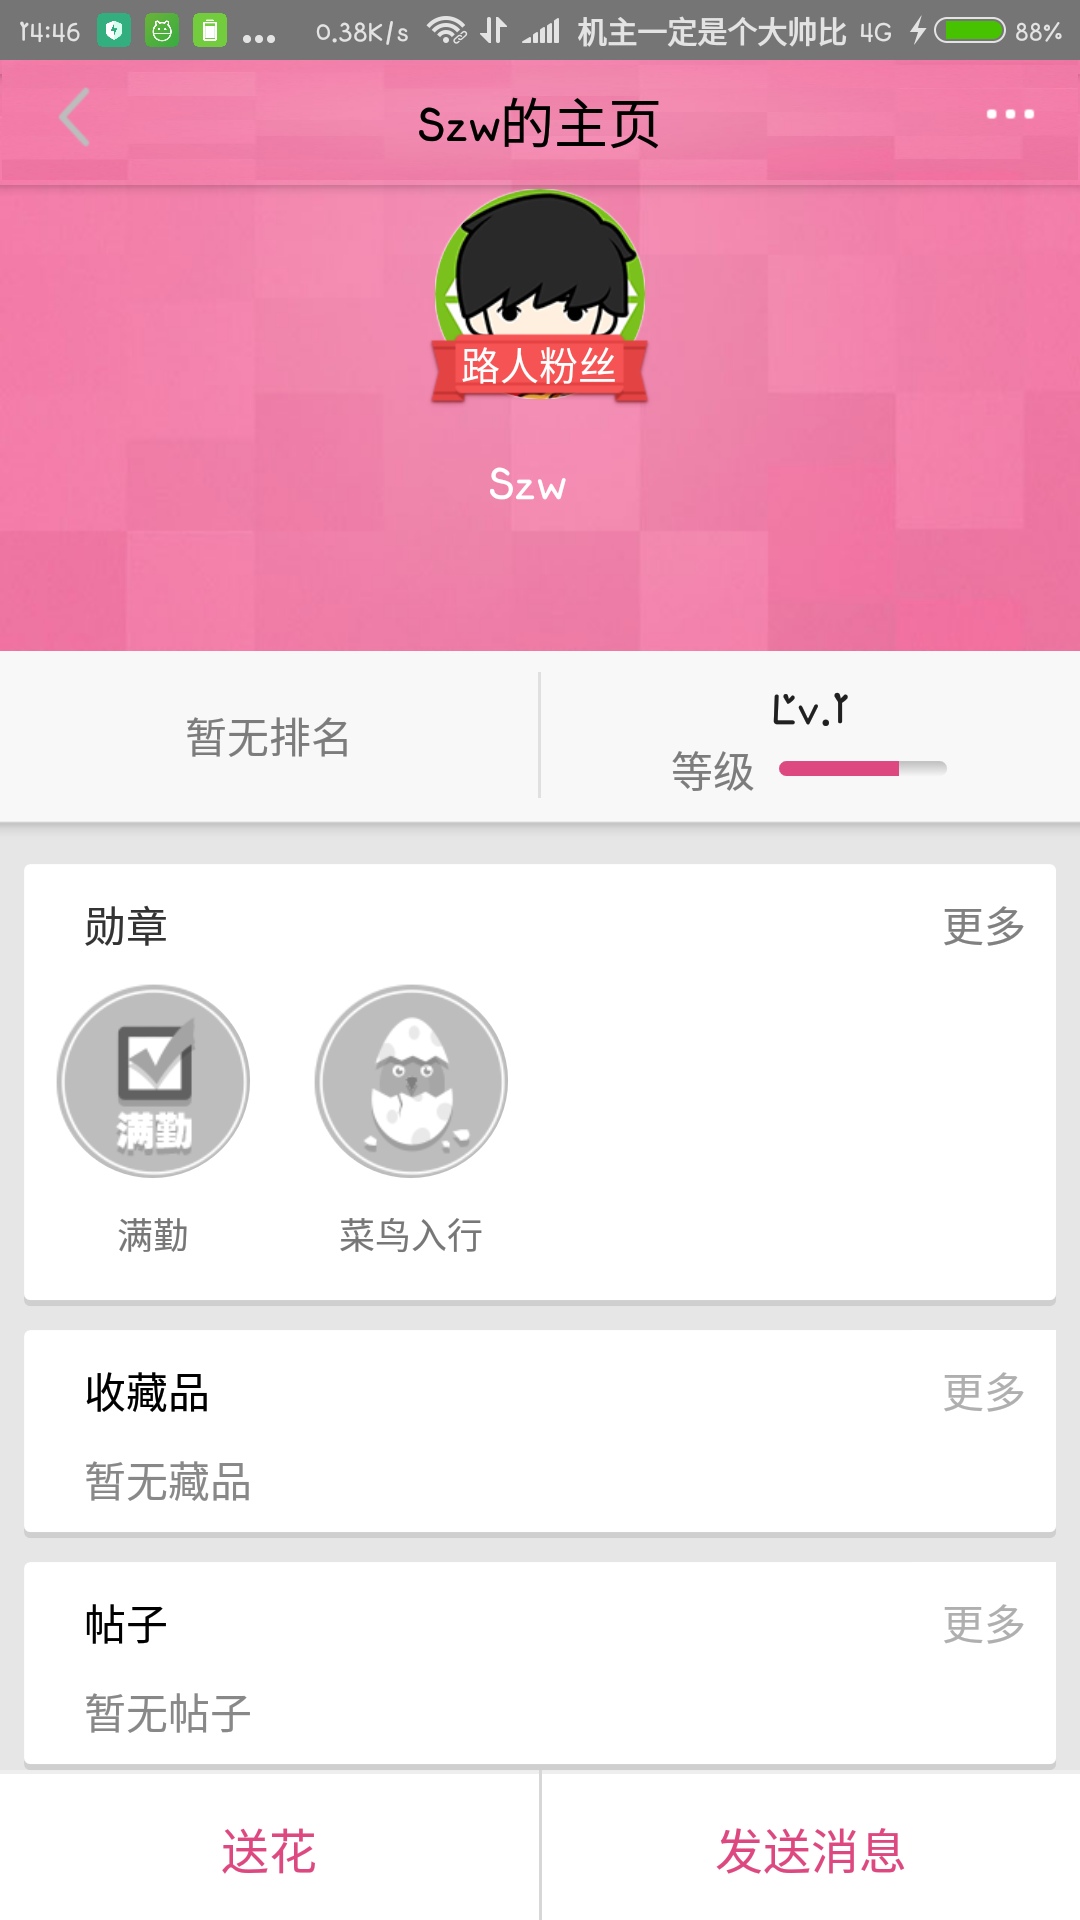 14:46 ... 0.38K/s 机主一定是个大帅比 4G 88%
Szw的主页
路人粉丝
Szw
暂无排名
Lv.1
等级
勋章 更多
满勤
满勤 菜鸟入行
收藏品 更多
暂无藏品
帖子 更多
暂无帖子
送花 发送消息